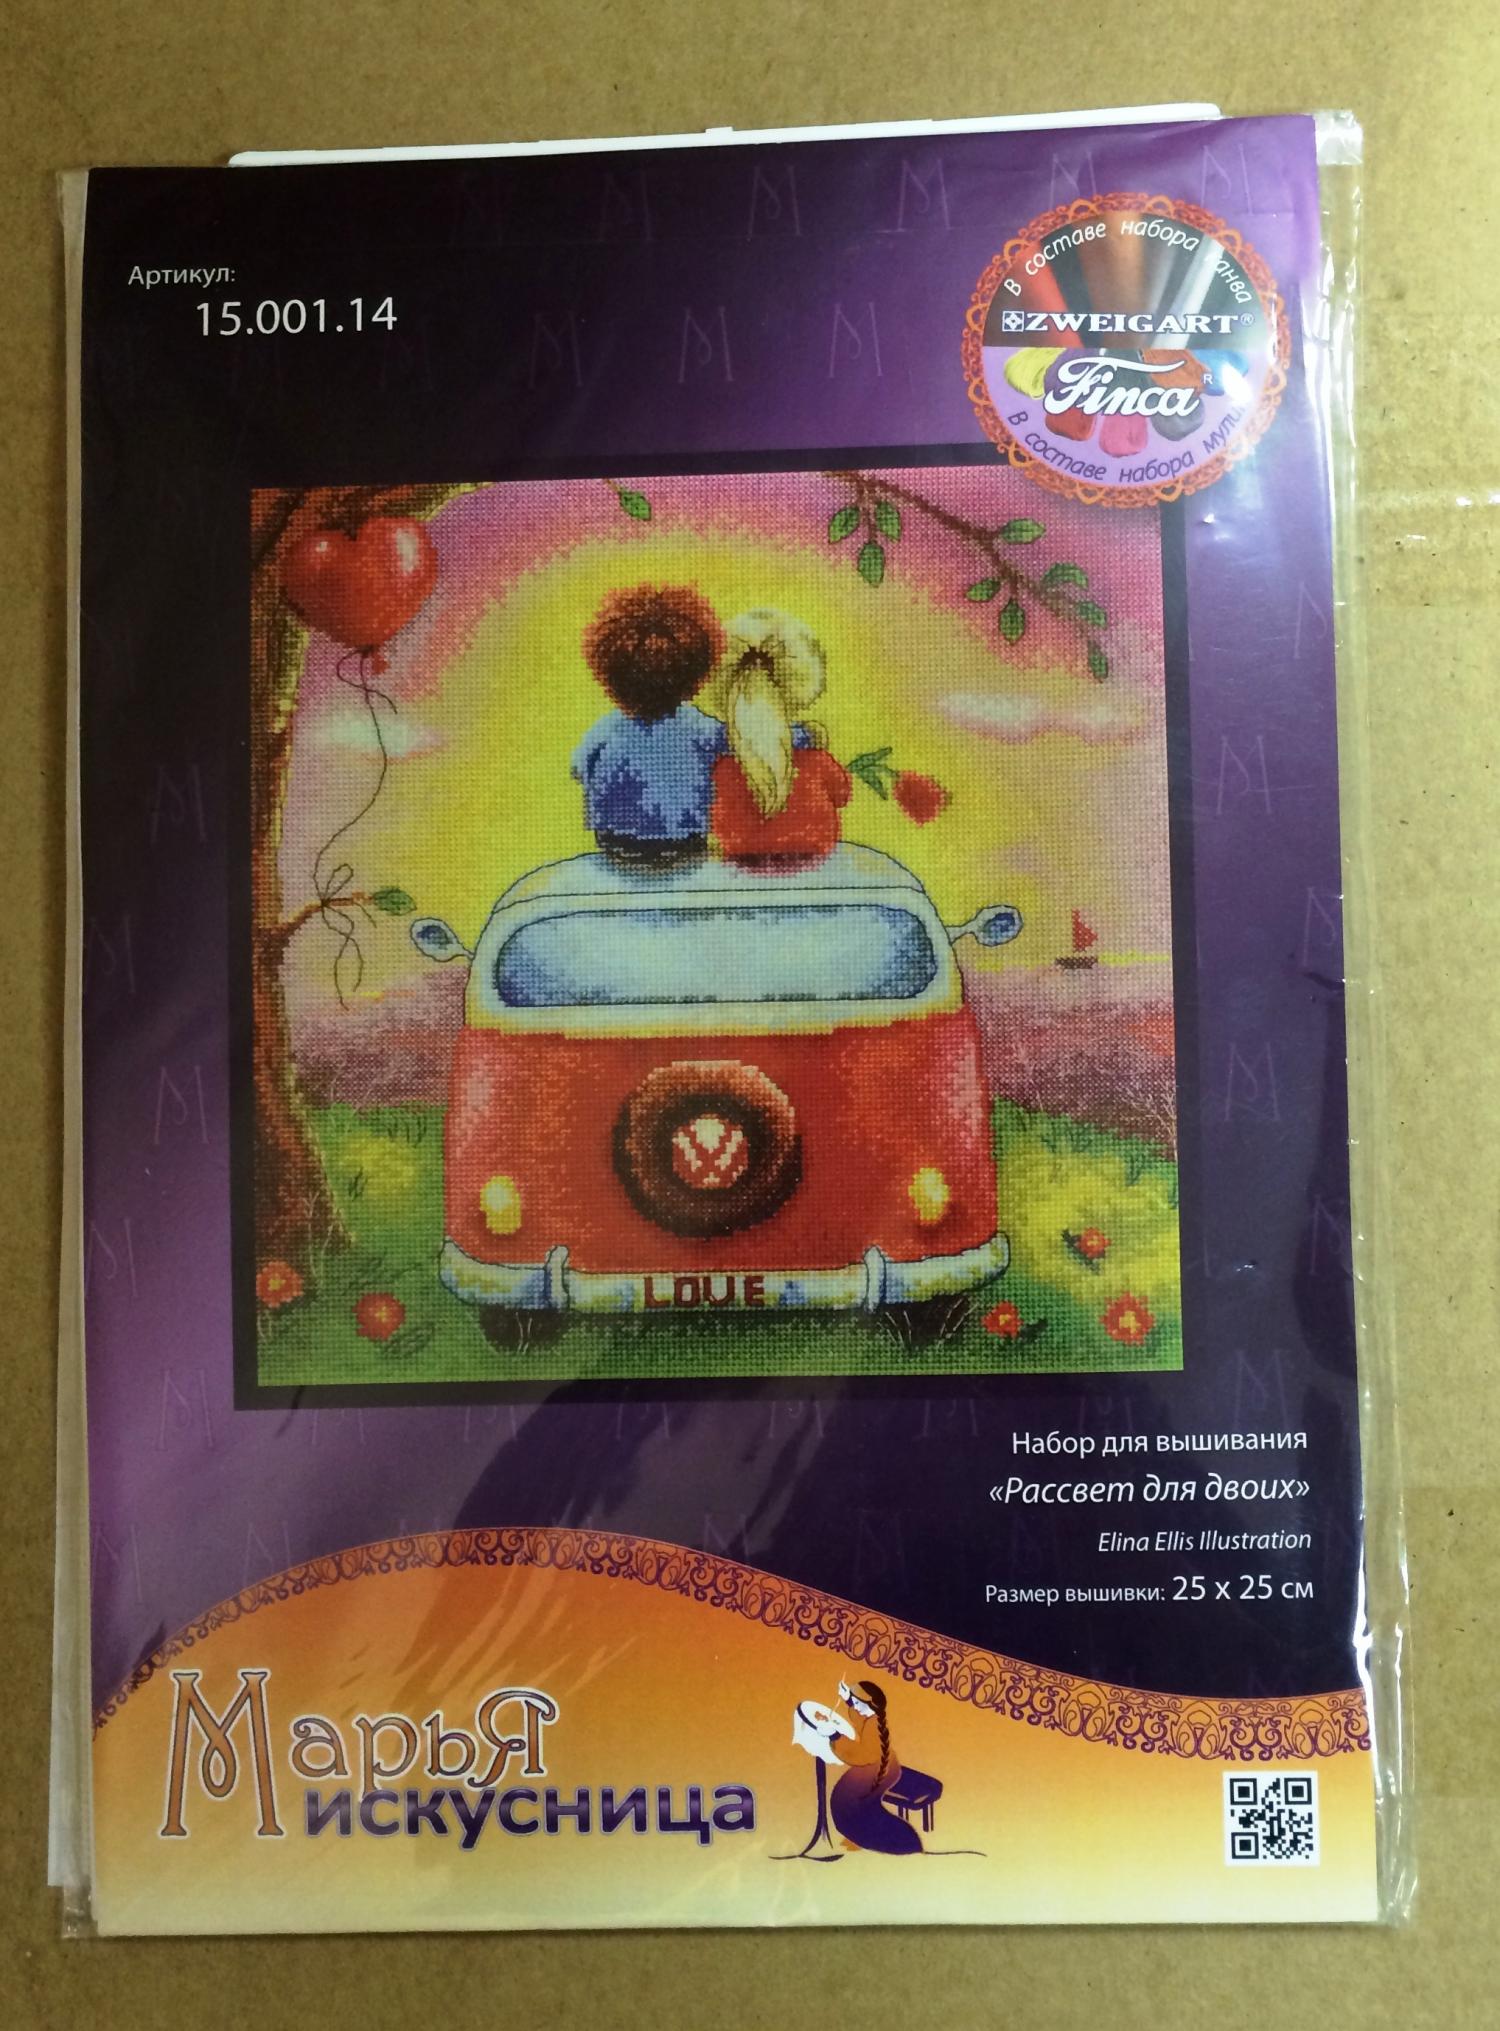 Артикул:
15.001.14
В составе набора канва
ZWEIGART®
Finca R
В составе набора
LOVE
Набор для вышивания
«Рассвет для двоих»
Elina Ellis Illustration
Размер вышивки: 25 x 25 см
МарьЯ
искусница